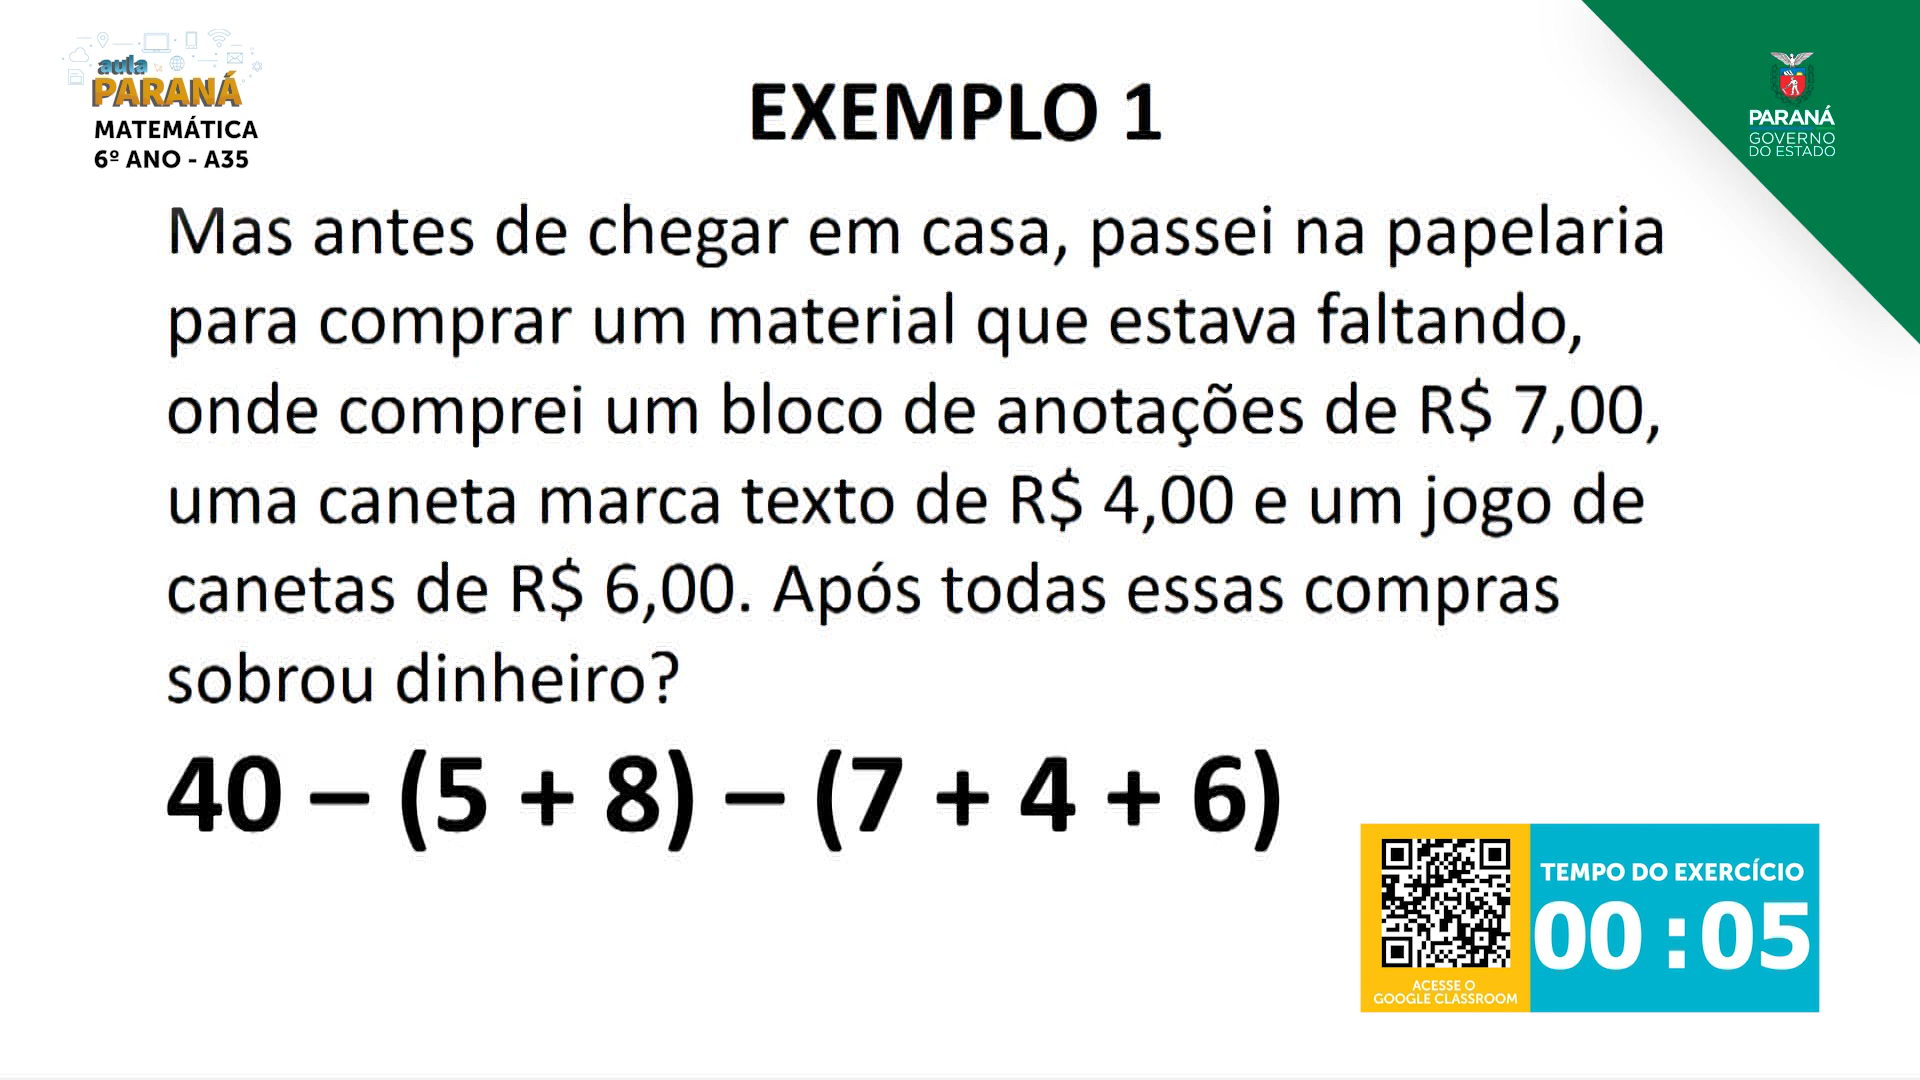 aula
PARANÁ
MATEMÁTICA
6º ANO - A35
EXEMPLO 1
PARANÁ
GOVERNO
DO ESTADO
Mas antes de chegar em casa, passei na papelaria
para comprar um material que estava faltando,
onde comprei um bloco de anotações de R$ 7,00,
uma caneta marca texto de R$ 4,00 e um jogo de
canetas de R$ 6,00. Após todas essas compras
sobrou dinheiro?
40 – (5 + 8) – (7 + 4 + 6)
TEMPO DO EXERCÍCIO
00 : 05
ACESSE O
GOOGLE CLASSROOM